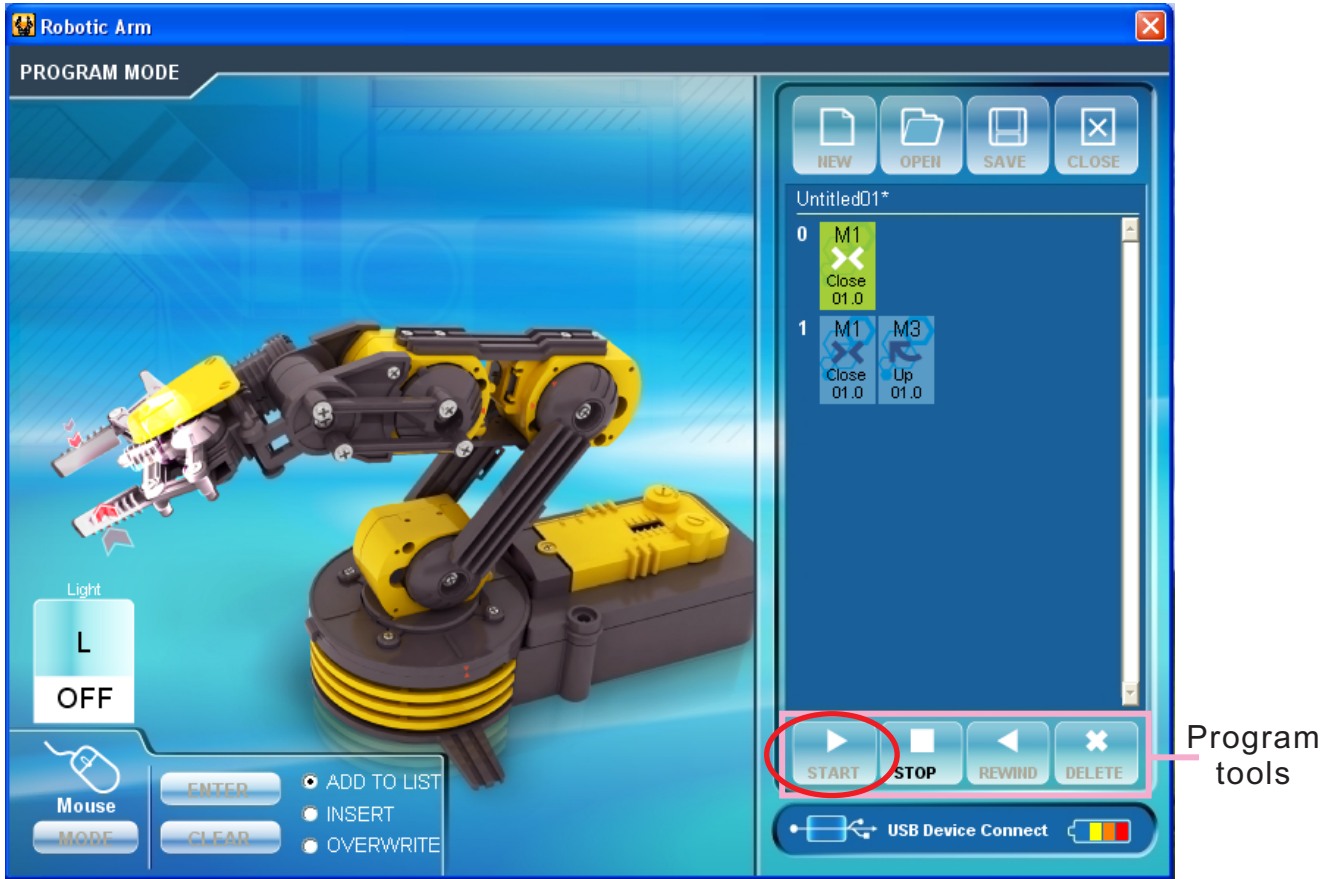 Robotic Arm
PROGRAM MODE
NEW OPEN SAVE CLOSE
Untitled01*
0 M1
Close
01.0
1 M1 M3
Close Up
01.0 01.0
Light
L
OFF
START STOP REWIND DELETE
Program
tools
Mouse
MODE
ENTER
CLEAR
ADD TO LIST
INSERT
OVERWRITE
USB Device Connect